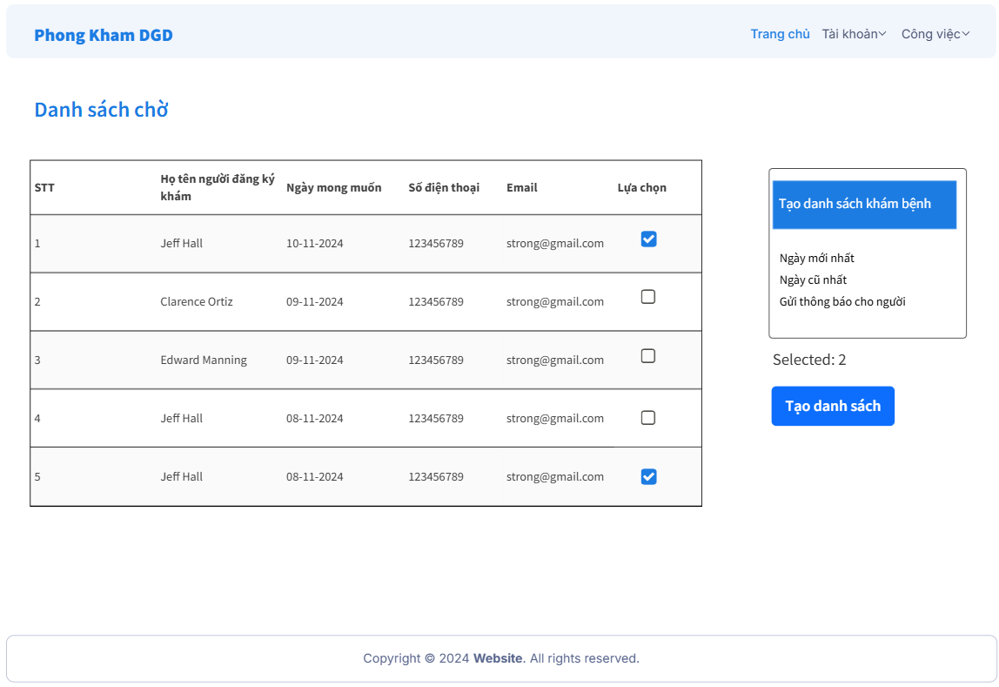 Phong Kham DGD
Trang chủ Tài khoản Công việc
Danh sách chờ
STT Họ tên người đăng ký khám Ngày mong muốn Số điện thoại Email Lựa chọn
1 Jeff Hall 10-11-2024 123456789 strong@gmail.com
2 Clarence Ortiz 09-11-2024 123456789 strong@gmail.com
3 Edward Manning 09-11-2024 123456789 strong@gmail.com
4 Jeff Hall 08-11-2024 123456789 strong@gmail.com
5 Jeff Hall 08-11-2024 123456789 strong@gmail.com
Tạo danh sách khám bệnh
Ngày mới nhất
Ngày cũ nhất
Gửi thông báo cho người
Selected: 2
Tạo danh sách
Copyright © 2024 Website. All rights reserved.